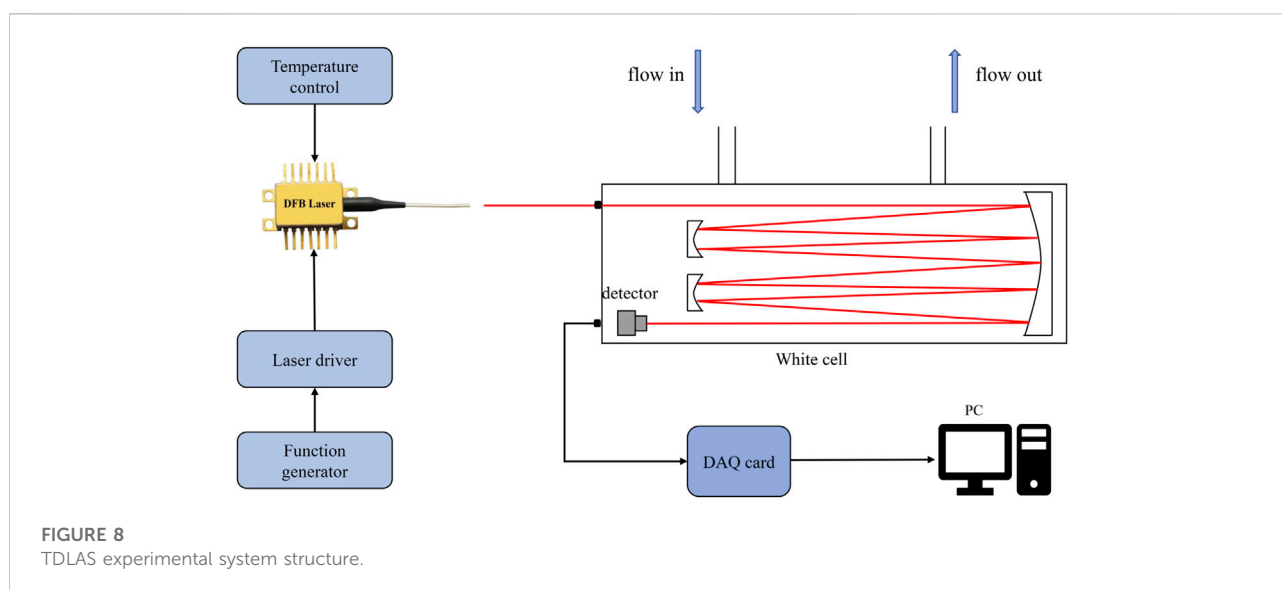 Temperature
control
flow in
flow out
DFB Laser
detector
Laser driver
White cell
PC
Function
generator
DAQ card
FIGURE 8
TDLAS experimental system structure.